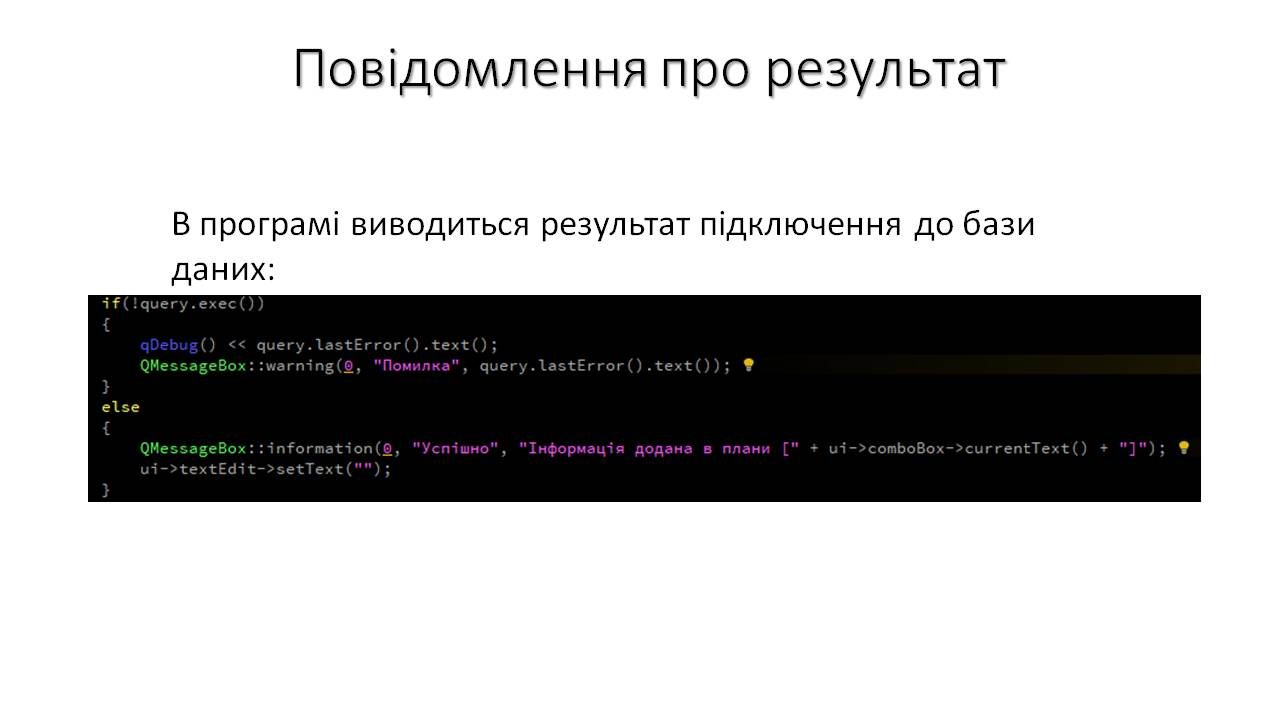 Повідомлення про результат
В програмі виводиться результат підключення до бази
даних:
if(!query.exec())
{
qDebug() << query.lastError().text();
QMessageBox::warning(0, "Помилка", query.lastError().text());
}
else
{
QMessageBox::information(0, "Успішно", "Інформація додана в плани [" + ui->comboBox->currentText() + "]");
ui->textEdit->setText("");
}